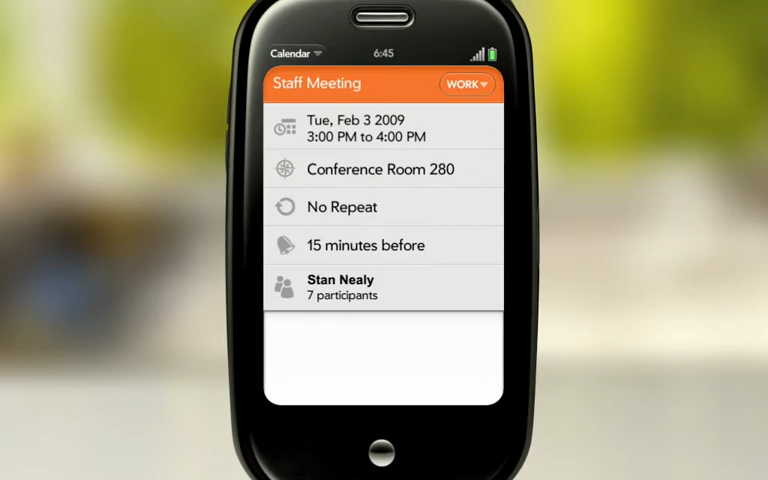 Calendar 6:45
Staff Meeting WORK
Tue, Feb 3 2009
3:00 PM to 4:00 PM
Conference Room 280
No Repeat
15 minutes before
Stan Nealy
7 participants